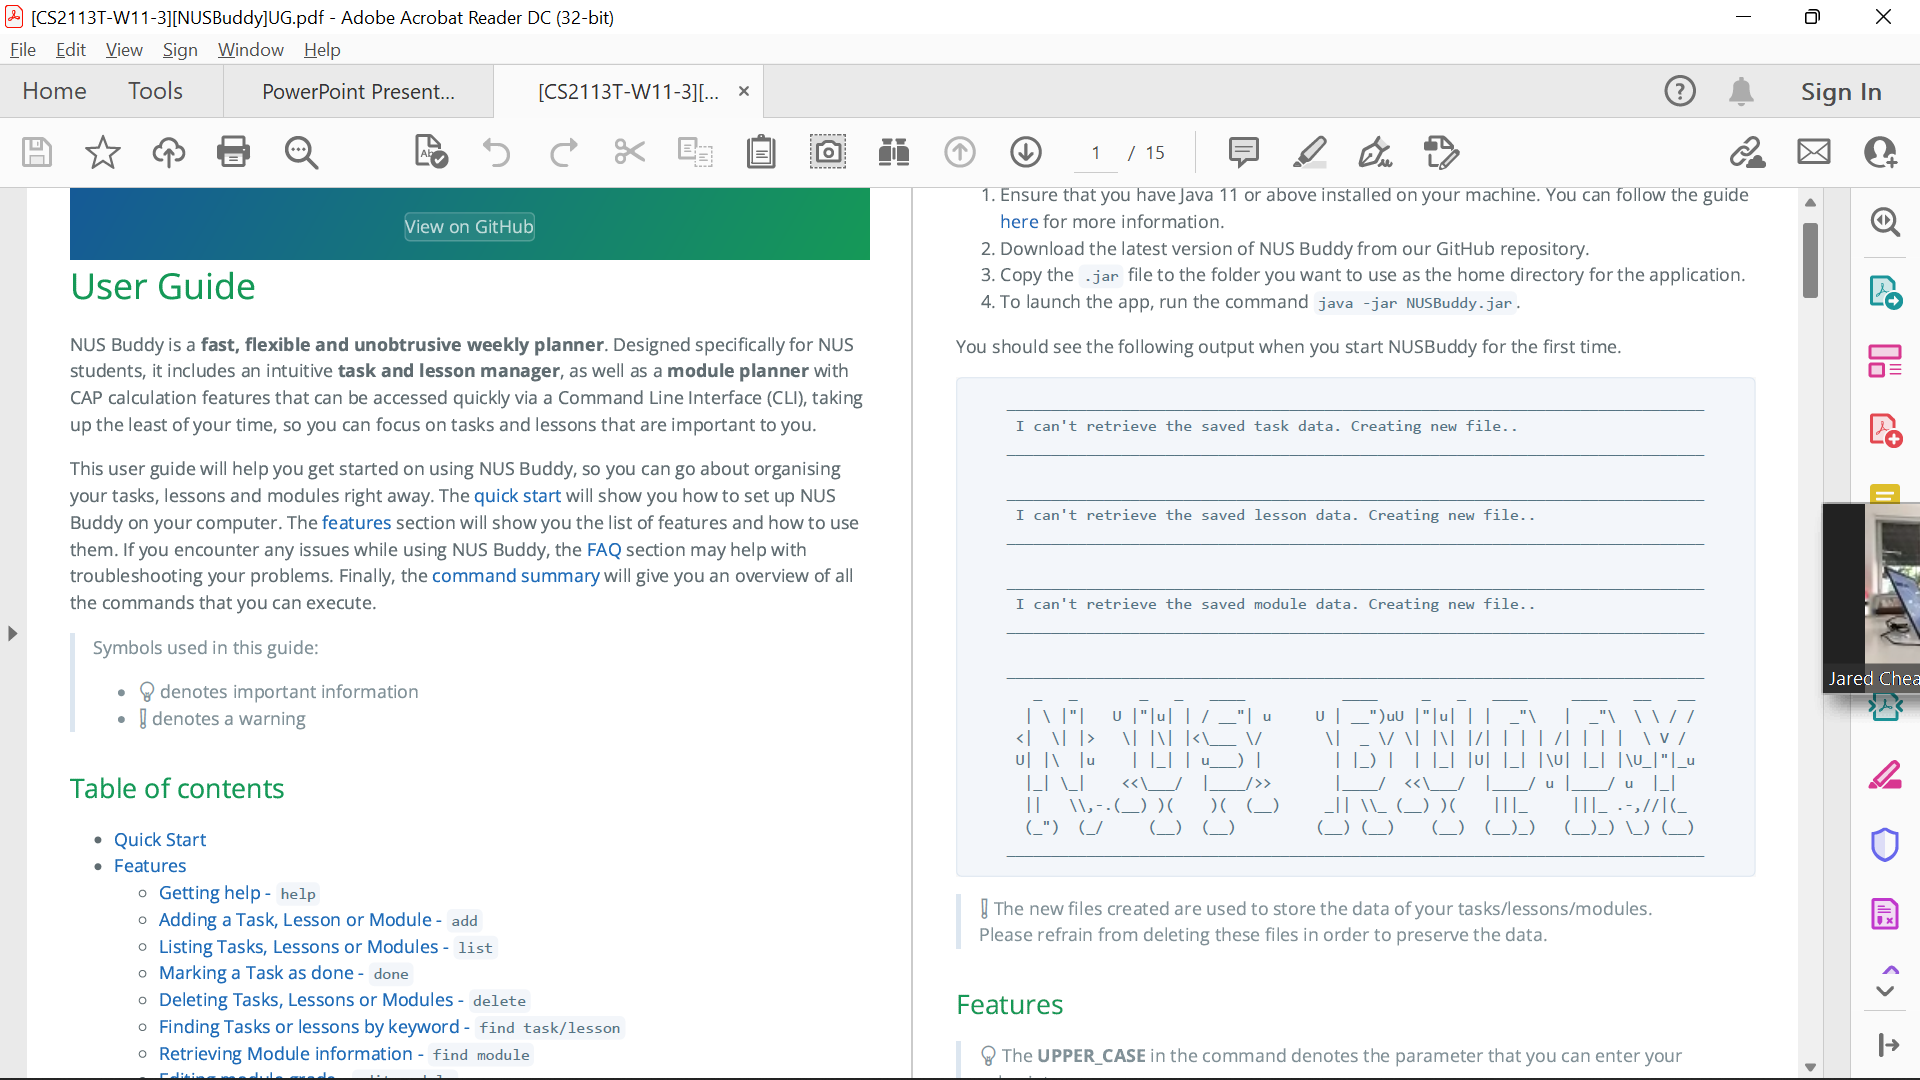 [CS2113T-W11-3][NUSBuddy]UG.pdf - Adobe Acrobat Reader DC (32-bit)
File Edit View Sign Window Help
Home Tools PowerPoint Present... [CS2113T-W11-3][... × Sign In
1 / 15
View on GitHub
User Guide
NUS Buddy is a fast, flexible and unobtrusive weekly planner. Designed specifically for NUS
students, it includes an intuitive task and lesson manager, as well as a module planner with
CAP calculation features that can be accessed quickly via a Command Line Interface (CLI), taking
up the least of your time, so you can focus on tasks and lessons that are important to you.
This user guide will help you get started on using NUS Buddy, so you can go about organising
your tasks, lessons and modules right away. The quick start will show you how to set up NUS
Buddy on your computer. The features section will show you the list of features and how to use
them. If you encounter any issues while using NUS Buddy, the FAQ section may help with
troubleshooting your problems. Finally, the command summary will give you an overview of all
the commands that you can execute.
Symbols used in this guide:
denotes important information
denotes a warning
Table of contents
Quick Start
Features
Getting help - help
Adding a Task, Lesson or Module - add
Listing Tasks, Lessons or Modules - list
Marking a Task as done - done
Deleting Tasks, Lessons or Modules - delete
Finding Tasks or lessons by keyword - find task/lesson
Retrieving Module information - find module
1. Ensure that you have Java 11 or above installed on your machine. You can follow the guide
here for more information.
2. Download the latest version of NUS Buddy from our GitHub repository.
3. Copy the .jar file to the folder you want to use as the home directory for the application.
4. To launch the app, run the command java -jar NUSBuddy.jar.
You should see the following output when you start NUSBuddy for the first time.
I can't retrieve the saved task data. Creating new file..
I can't retrieve the saved lesson data. Creating new file..
I can't retrieve the saved module data. Creating new file..
NUS BUDDY
The new files created are used to store the data of your tasks/lessons/modules.
Please refrain from deleting these files in order to preserve the data.
Features
The UPPER_CASE in the command denotes the parameter that you can enter your
Jared Chea